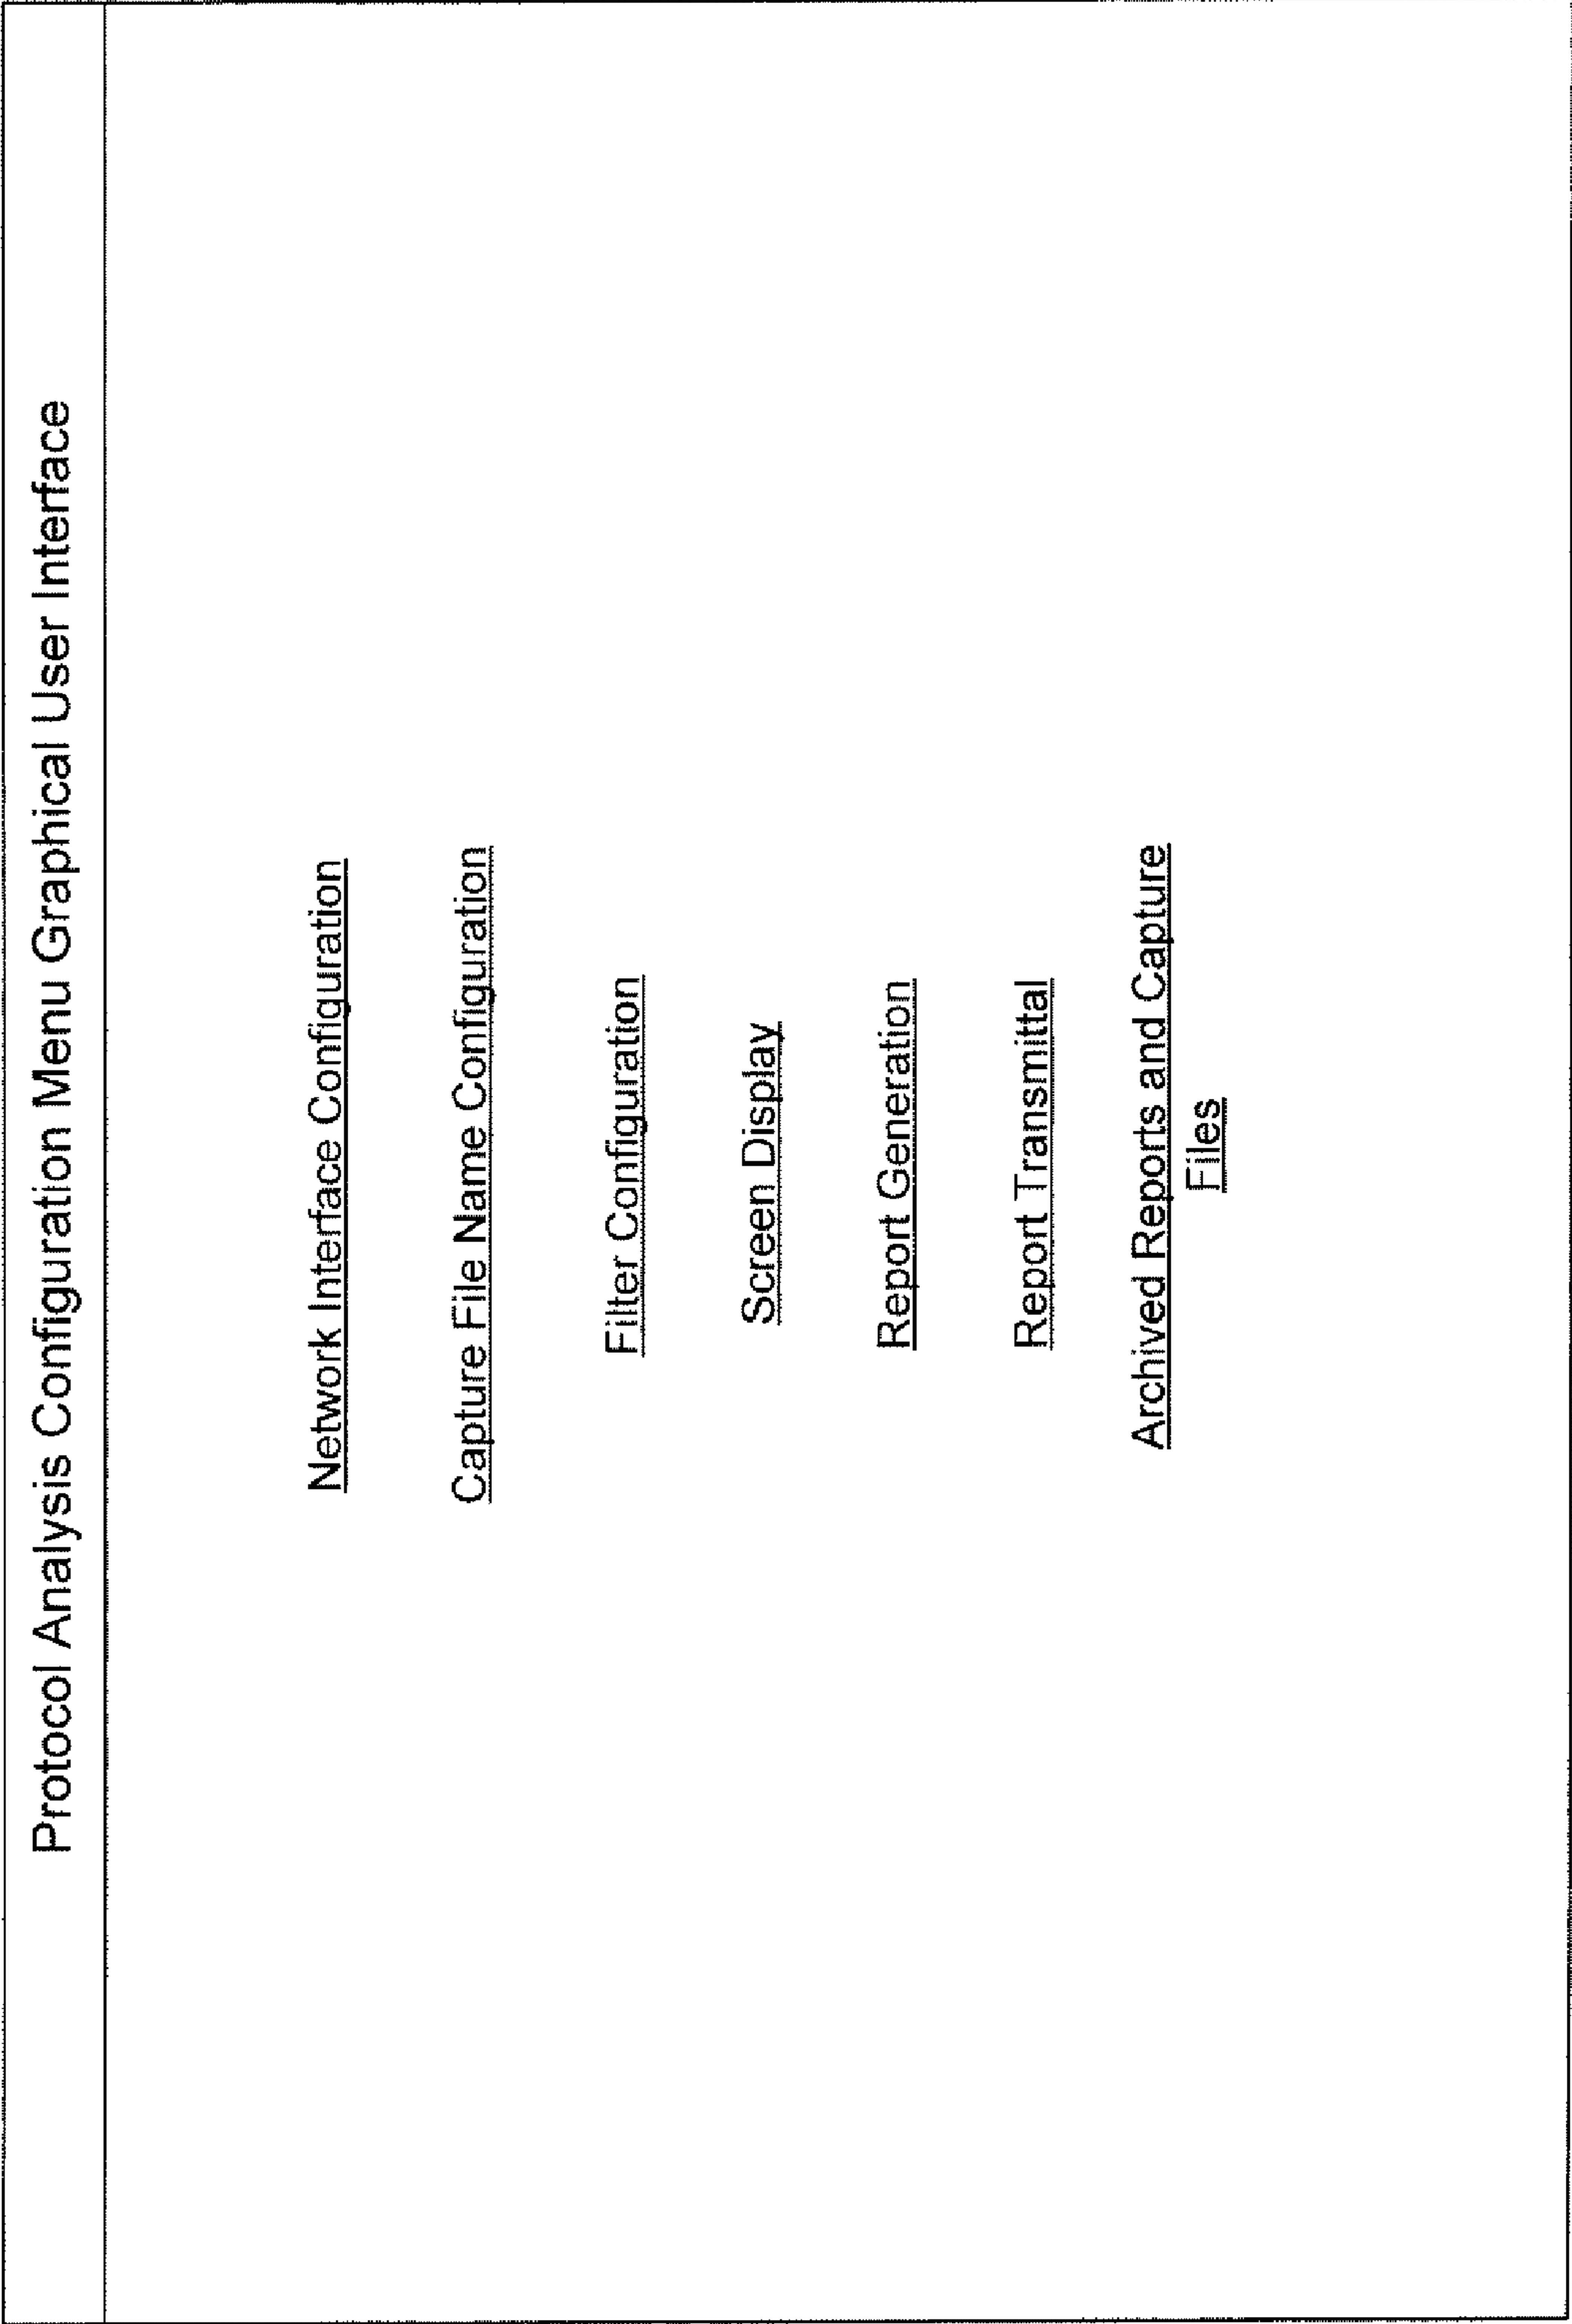 Protocol Analysis Configuration Menu Graphical User Interface
Network Interface Configuration
Capture File Name Configuration
Filter Configuration
Screen Display
Report Generation
Report Transmittal
Archived Reports and Capture
Files